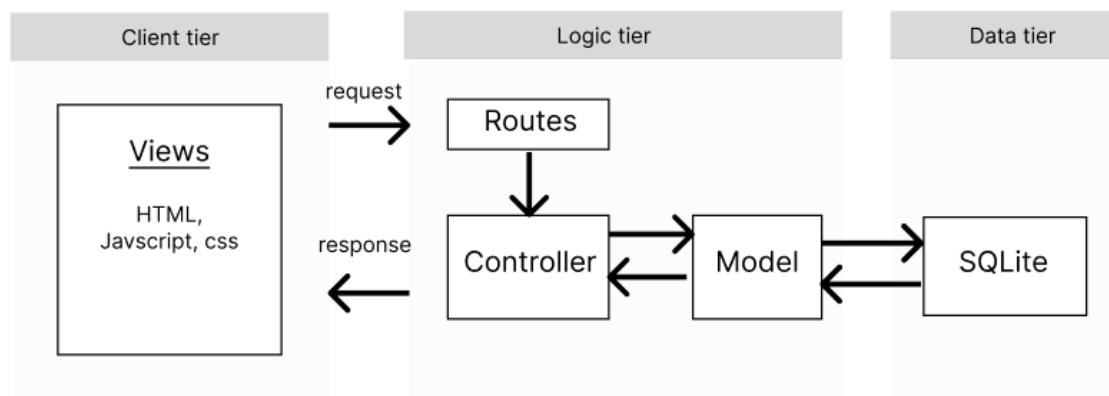 Client tier
Logic tier
Data tier
request
Routes
Views
HTML,
Javscript, css
response
Controller
Model
SQLite